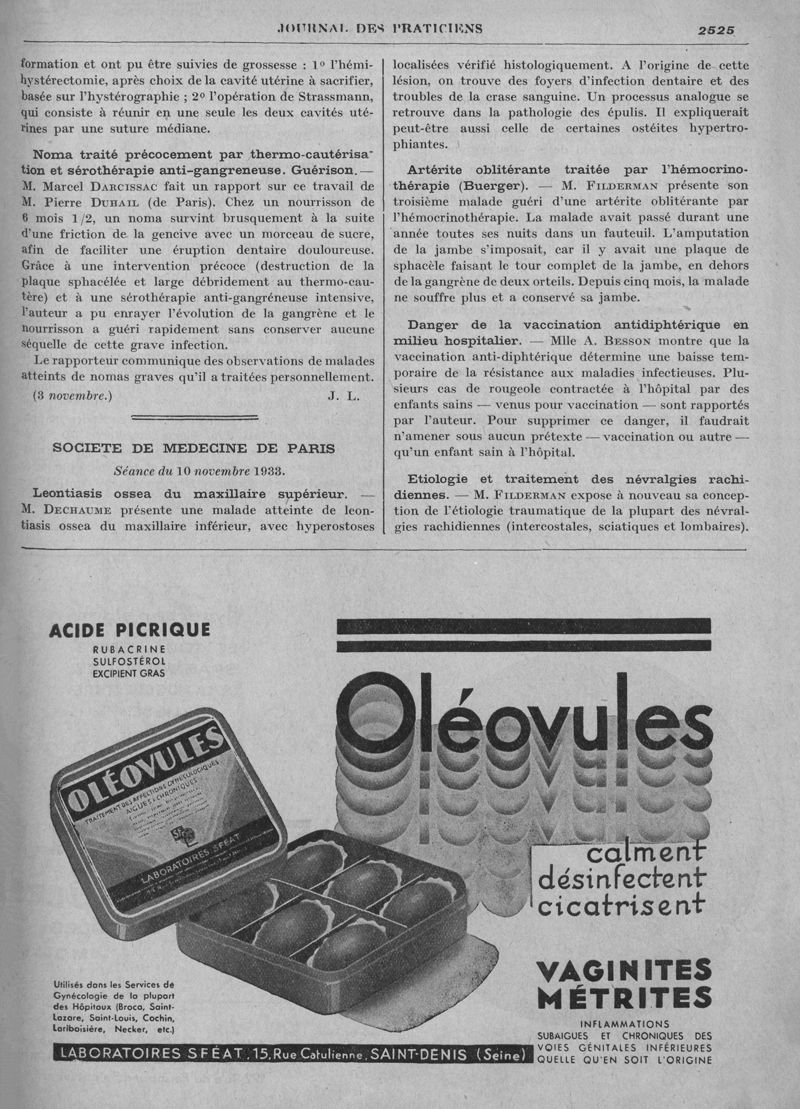 JOURNAL DES PRATICIENS
2525
formation et ont pu être suivies de grossesse : 1º l'hémi-
hystérectomie, après choix de la cavité utérine à sacrifier,
basée sur l'hystérographie ; 2º l'opération de Strassmann,
qui consiste à réunir en une seule les deux cavités uté-
rines par une suture médiane.
Noma traité précocement par thermo-cautérisa-
tion et sérothérapie anti-gangreneuse. Guérison. —
M. Marcel DARCISSAC fait un rapport sur ce travail de
M. Pierre DUHAIL (de Paris). Chez un nourrisson de
6 mois 1/2, un noma survint brusquement à la suite
d'une friction de la gencive avec un morceau de sucre,
afin de faciliter une éruption dentaire douloureuse.
Grâce à une intervention précoce (destruction de la
plaque sphacélée et large débridement au thermo-cau-
tère) et à une sérothérapie anti-gangréneuse intensive,
l'auteur a pu enrayer l'évolution de la gangrène et le
nourrisson a guéri rapidement sans conserver aucune
séquelle de cette grave infection.
Le rapporteur communique des observations de malades
atteints de nomas graves qu'il a traitées personnellement.
(3 novembre.) J. L.
SOCIETE DE MEDECINE DE PARIS
Séance du 10 novembre 1933.
Leontiasis ossea du maxillaire supérieur. —
M. DECHAUME présente une malade atteinte de leon-
tiasis ossea du maxillaire inférieur, avec hyperostoses
localisées vérifié histologiquement. A l'origine de cette
lésion, on trouve des foyers d'infection dentaire et des
troubles de la crase sanguine. Un processus analogue se
retrouve dans la pathologie des épulis. Il expliquerait
peut-être aussi celle de certaines ostéites hypertro-
phiantes.
Artérite oblitérante traitée par l'hémocrino-
thérapie (Buerger). — M. FILDERMAN présente son
troisième malade guéri d'une artérite oblitérante par
l'hémocrinothérapie. La malade avait passé durant une
année toutes ses nuits dans un fauteuil. L'amputation
de la jambe s'imposait, car il y avait une plaque de
sphacèle faisant le tour complet de la jambe, en dehors
de la gangrène de deux orteils. Depuis cinq mois, la malade
ne souffre plus et a conservé sa jambe.
Danger de la vaccination antidiphtérique en
milieu hospitalier. — Mlle A. BESSON montre que la
vaccination anti-diphtérique détermine une baisse tem-
poraire de la résistance aux maladies infectieuses. Plu-
sieurs cas de rougeole contractée à l'hôpital par des
enfants sains — venus pour vaccination — sont rapportés
par l'auteur. Pour supprimer ce danger, il faudrait
n'amener sous aucun prétexte — vaccination ou autre —
qu'un enfant sain à l'hôpital.
Etiologie et traitement des névralgies rachi-
diennes. — M. FILDERMAN expose à nouveau sa concep-
tion de l'étiologie traumatique de la plupart des névral-
gies rachidiennes (intercostales, sciatiques et lombaires).
ACIDE PICRIQUE
RUBACRINE
SULFOSTÉROL
EXCIPIENT GRAS
Oléovules
OLÉOVULES
TRAITEMENT DES AFFECTIONS GYNECOLOGIQUES
AIGUES & CHRONIQUES
LABORATOIRES SFÉAT
calment
désinfectent
cicatrisent
Utilisés dans les Services de
Gynécologie de la plupart
des Hôpitaux (Broca, Saint-
Lazare, Saint-Louis, Cochin,
Lariboisière, Necker, etc.)
VAGINITES
MÉTRITES
INFLAMMATIONS
SUBAIGUES ET CHRONIQUES DES
VOIES GÉNITALES INFÉRIEURES
QUELLE QU'EN SOIT L'ORIGINE
LABORATOIRES SFÉAT, 15, Rue Catulienne, SAINT-DENIS (Seine)